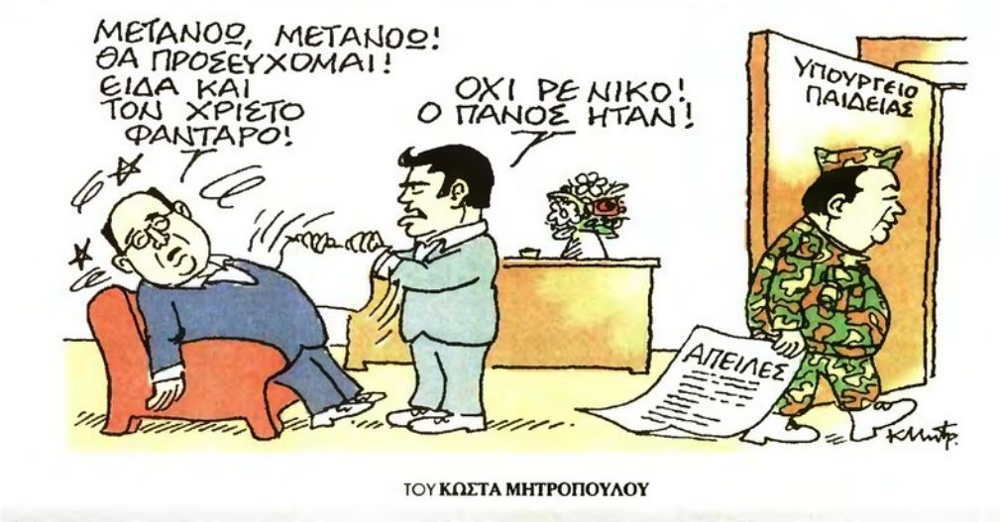 ΜΕΤΑΝΟΩ, ΜΕΤΑΝΟΩ!
ΘΑ ΠΡΟΣΕΥΧΟΜΑΙ!
ΕΙΔΑ ΚΑΙ
ΤΟΝ ΧΡΙΣΤΟ
ΦΑΝΤΑΡΟ!
ΟΧΙ ΡΕ ΝΙΚΟ!
Ο ΠΑΝΟΣ ΗΤΑΝ!
ΥΠΟΥΡΓΕΙΟ
ΠΑΙΔΕΙΑΣ
ΑΠΕΙΛΕΣ
ΚΜητρ.
ΤΟΥ ΚΩΣΤΑ ΜΗΤΡΟΠΟΥΛΟΥ